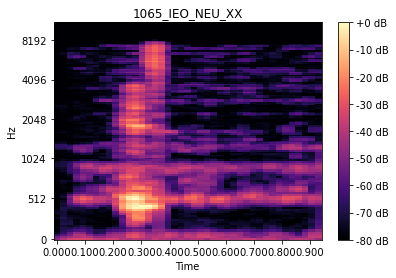 1065_IEO_NEU_XX
+0 dB
8192
-10 dB
4096
-20 dB
-30 dB
2048
-40 dB
Hz
1024
-50 dB
512
-60 dB
-70 dB
0
-80 dB
0.0000.1000.2000.3000.4000.5000.6000.7000.800.900
Time